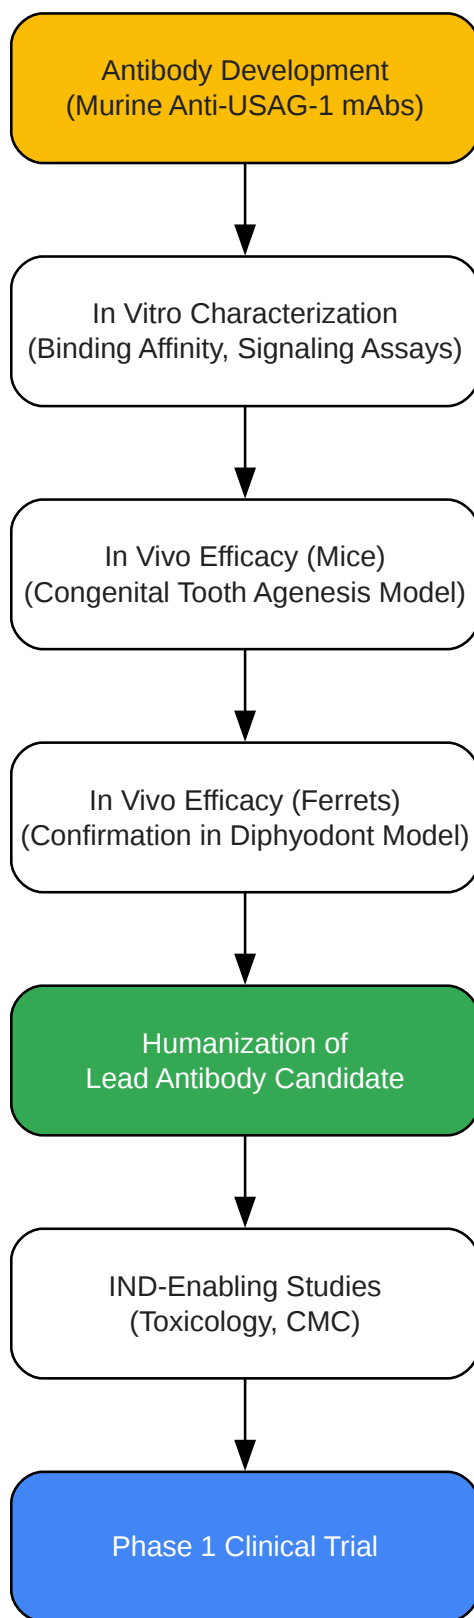 Antibody Development
(Murine Anti-USAG-1 mAbs)
In Vitro Characterization
(Binding Affinity, Signaling Assays)
In Vivo Efficacy (Mice)
(Congenital Tooth Agenesis Model)
In Vivo Efficacy (Ferrets)
(Confirmation in Diphyodont Model)
Humanization of
Lead Antibody Candidate
IND-Enabling Studies
(Toxicology, CMC)
Phase 1 Clinical Trial